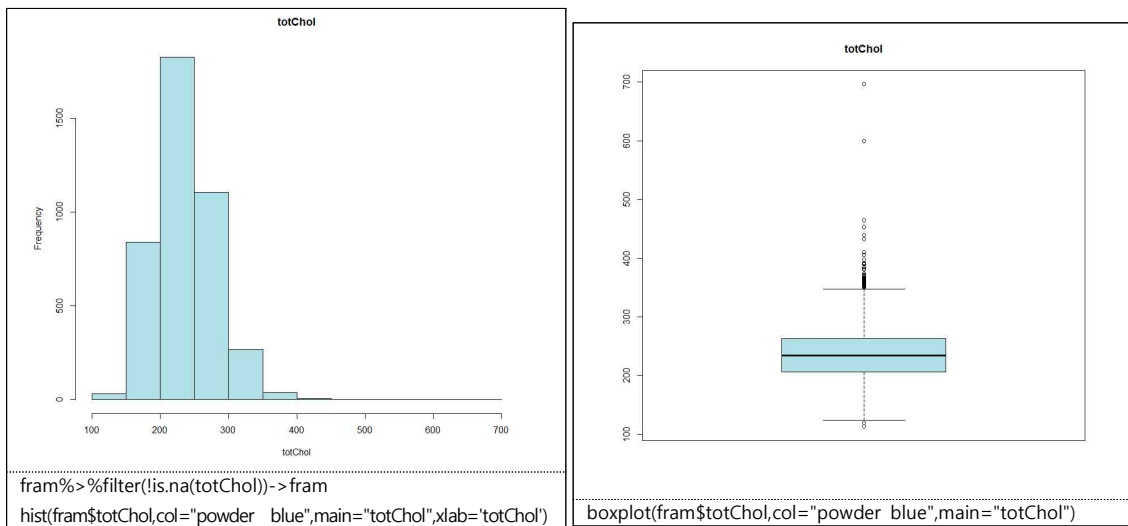 totChol
1500
1000
500
0
Frequency
100 200 300 400 500 600 700
totChol
fram%>%filter(!is.na(totChol))->fram
hist(fram$totChol,col="powder blue",main="totChol",xlab='totChol')
totChol
700
600
500
400
300
200
100
boxplot(fram$totChol,col="powder blue",main="totChol")